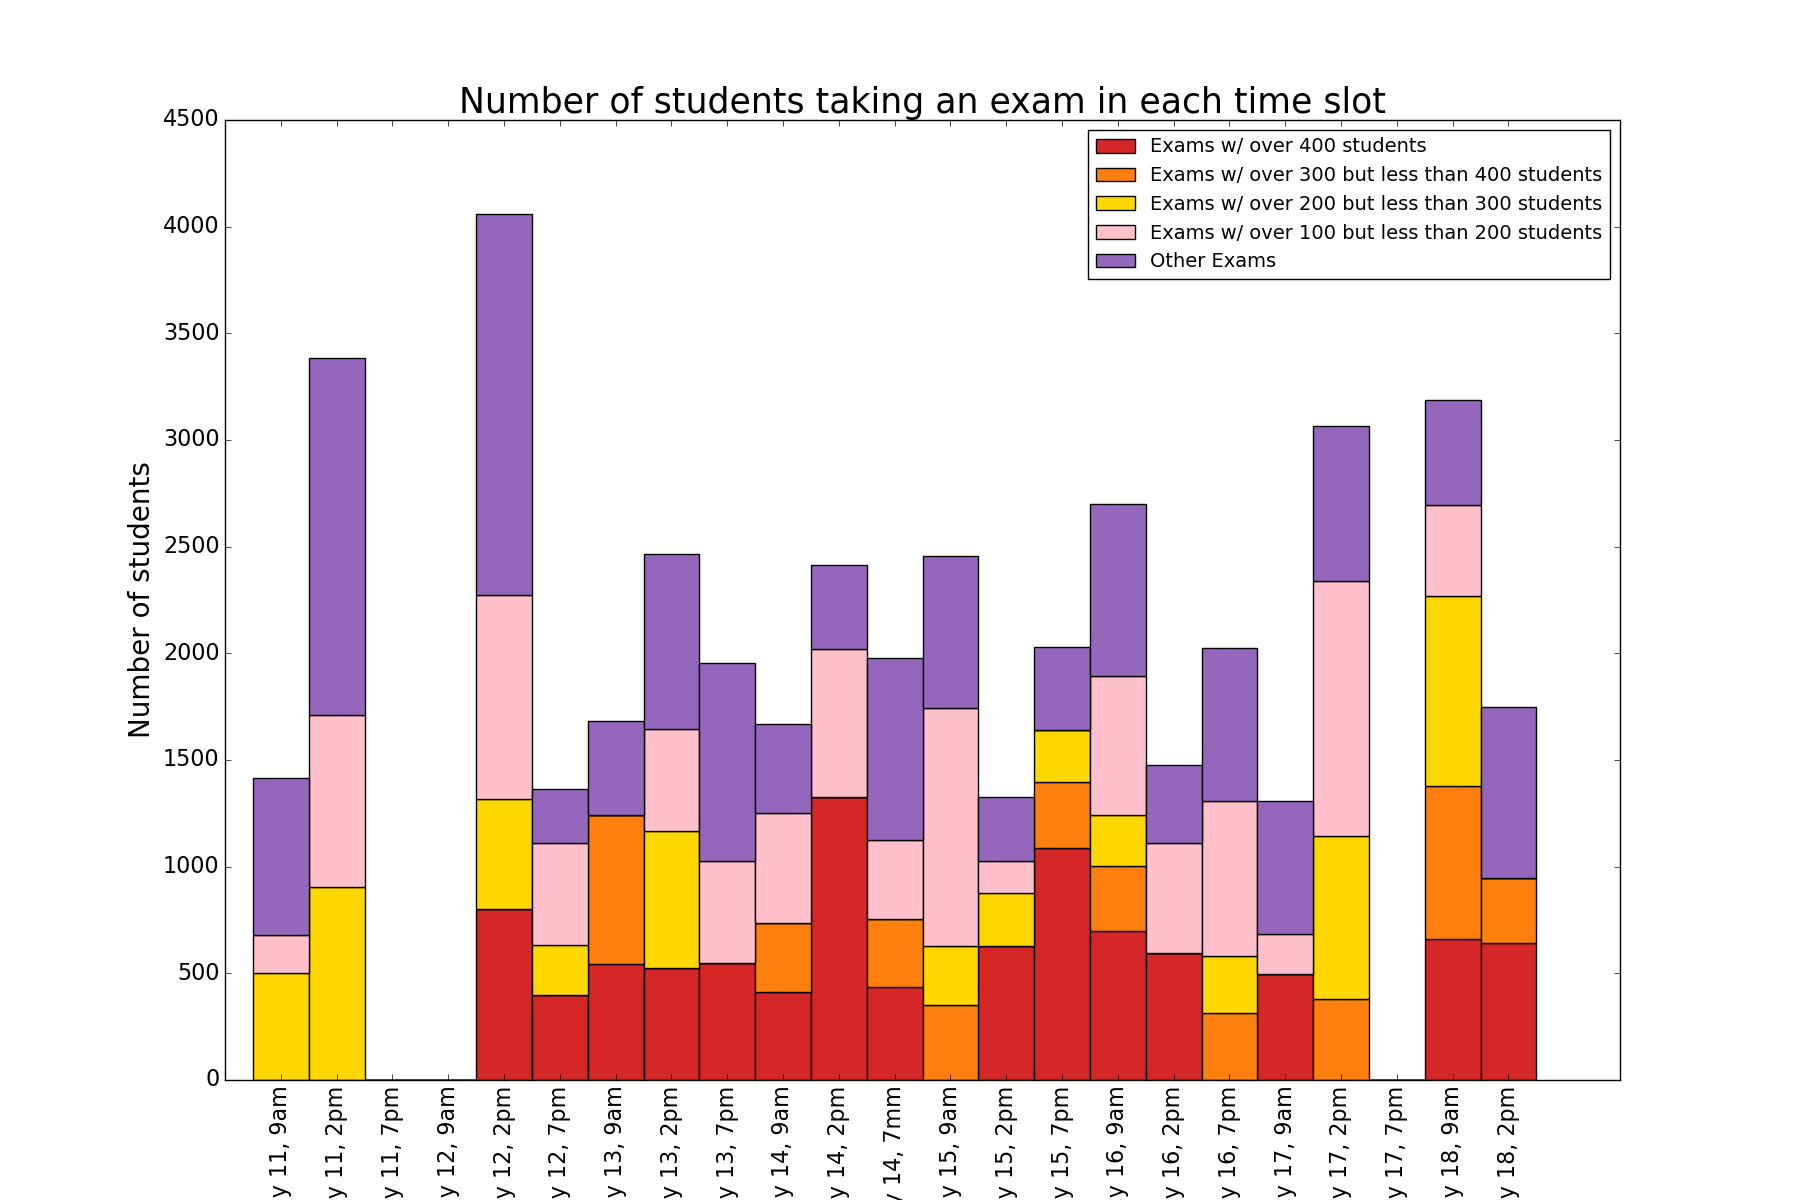 Number of students taking an exam in each time slot
Exams w/ over 400 students
Exams w/ over 300 but less than 400 students
Exams w/ over 200 but less than 300 students
Exams w/ over 100 but less than 200 students
Other Exams
Number of students
4500
4000
3500
3000
2500
2000
1500
1000
500
0
y 11, 9am
y 11, 2pm
y 11, 7pm
y 12, 9am
y 12, 2pm
y 12, 7pm
y 13, 9am
y 13, 2pm
y 13, 7pm
y 14, 9am
y 14, 2pm
y 14, 7mm
y 15, 9am
y 15, 2pm
y 15, 7pm
y 16, 9am
y 16, 2pm
y 16, 7pm
y 17, 9am
y 17, 2pm
y 17, 7pm
y 18, 9am
y 18, 2pm